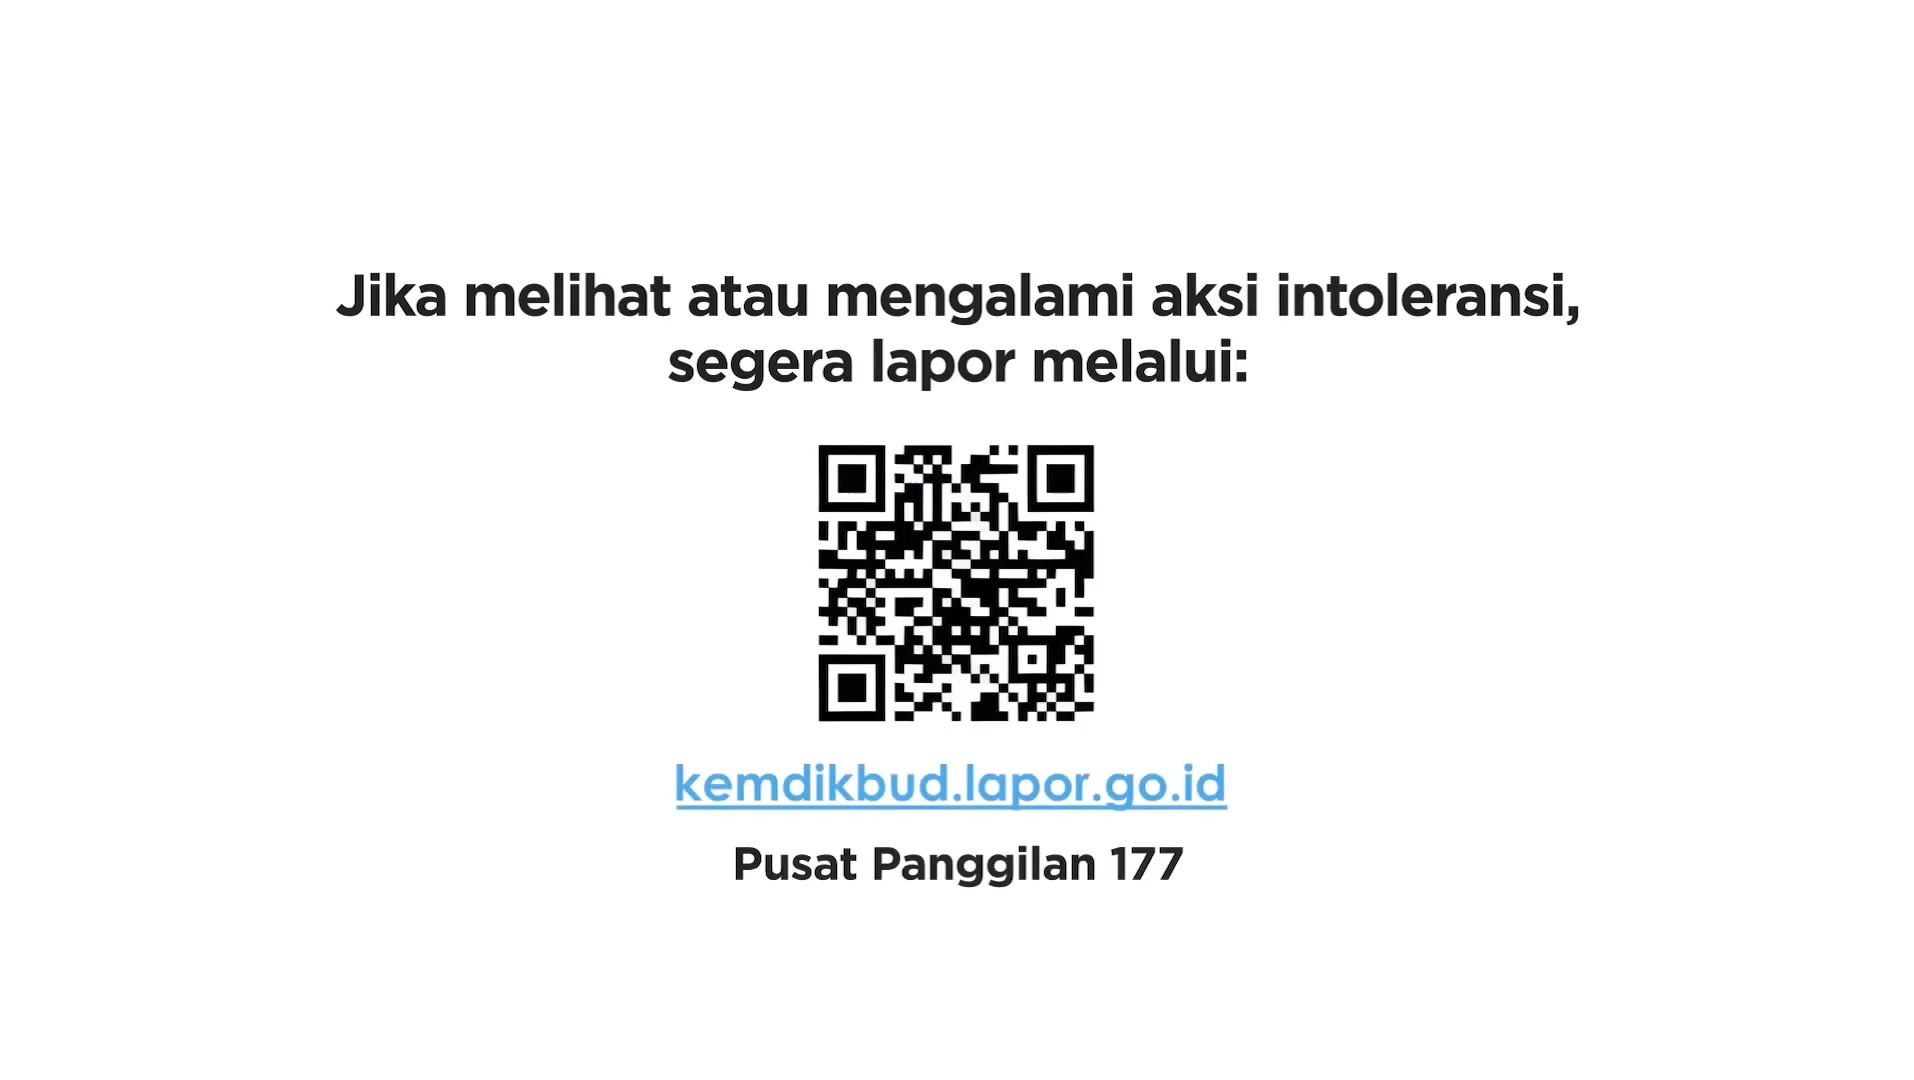 Jika melihat atau mengalami aksi intoleransi,
segera lapor melalui:
kemdikbud.lapor.go.id
Pusat Panggilan 177